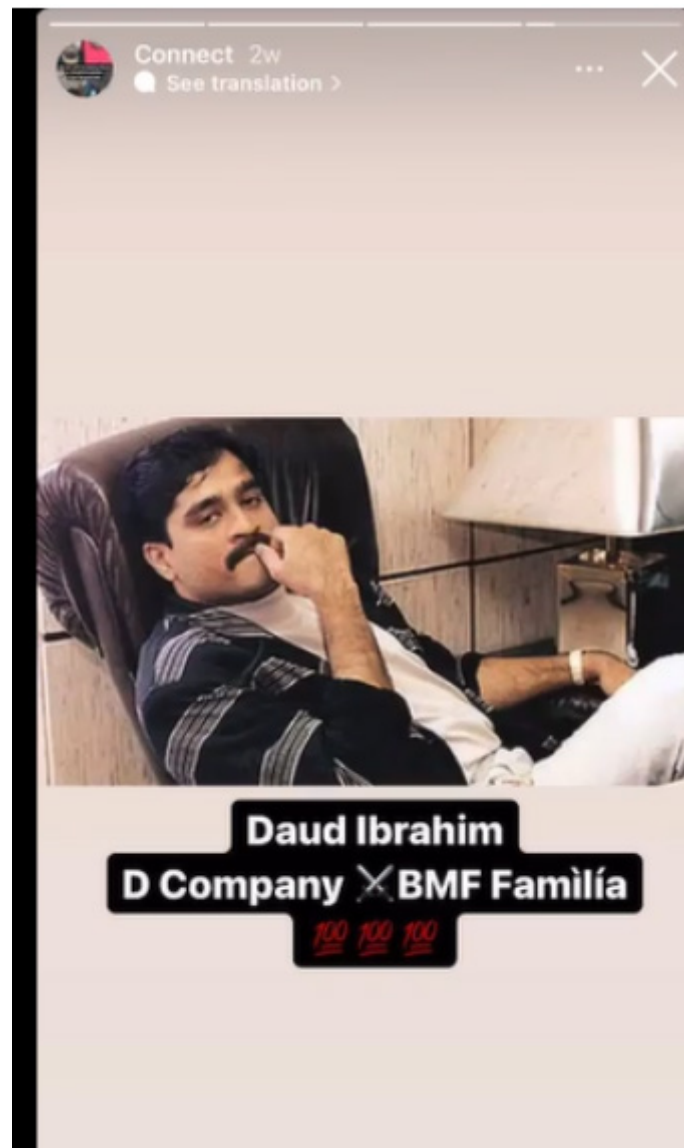 Connect 2w
See translation >
Daud Ibrahim
D Company ⚔BMF Famìlía
💯 💯 💯